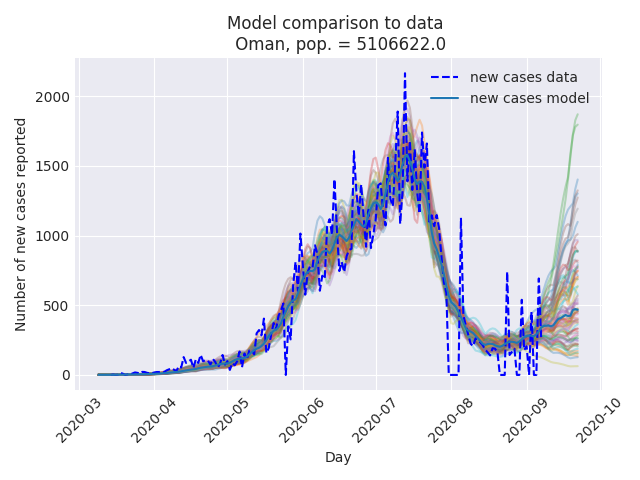 Model comparison to data
Oman, pop. = 5106622.0
new cases data
new cases model
Number of new cases reported
2000
1500
1000
500
0
2020-03
2020-04
2020-05
2020-06
2020-07
2020-08
2020-09
2020-10
Day